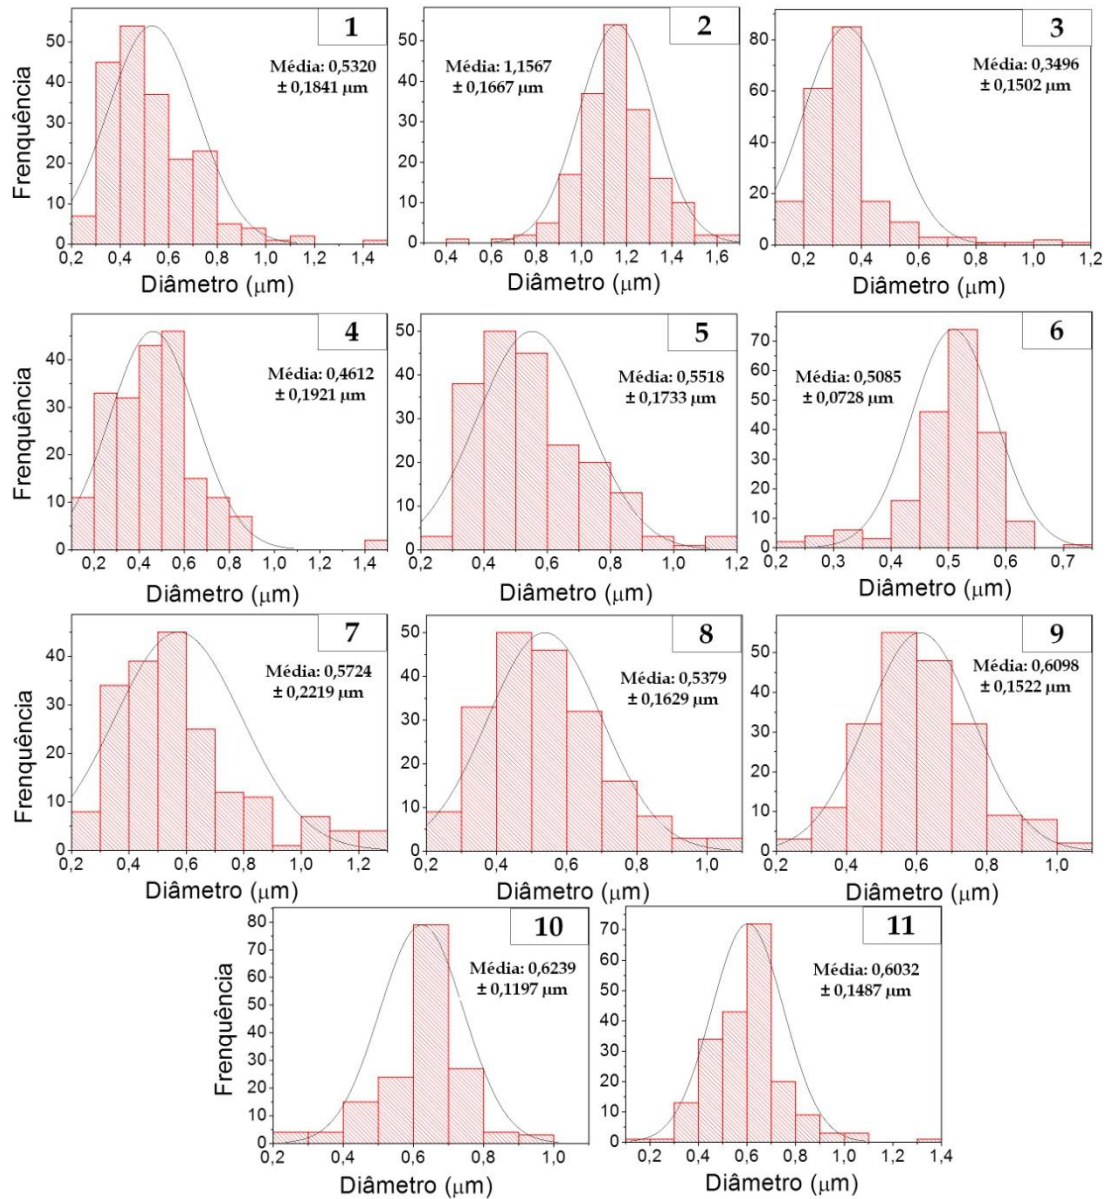 1
Média: 0,5320
± 0,1841 µm
Frenquência
50
40
30
20
10
0
0,2 0,4 0,6 0,8 1,0 1,2 1,4
Diâmetro (µm)
2
Média: 1,1567
± 0,1667 µm
50
40
30
20
10
0
0,4 0,6 0,8 1,0 1,2 1,4 1,6
Diâmetro (µm)
3
Média: 0,3496
± 0,1502 µm
80
60
40
20
0
0,2 0,4 0,6 0,8 1,0 1,2
Diâmetro (µm)
4
Média: 0,4612
± 0,1921 µm
Frenquência
40
30
20
10
0
0,2 0,4 0,6 0,8 1,0 1,2 1,4
Diâmetro (µm)
5
Média: 0,5518
± 0,1733 µm
50
40
30
20
10
0
0,2 0,4 0,6 0,8 1,0 1,2
Diâmetro (µm)
6
Média: 0,5085
± 0,0728 µm
70
60
50
40
30
20
10
0
0,2 0,3 0,4 0,5 0,6 0,7
Diâmetro (µm)
7
Média: 0,5724
± 0,2219 µm
Frenquência
40
30
20
10
0
0,2 0,4 0,6 0,8 1,0 1,2
Diâmetro (µm)
8
Média: 0,5379
± 0,1629 µm
50
40
30
20
10
0
0,2 0,4 0,6 0,8 1,0
Diâmetro (µm)
9
Média: 0,6098
± 0,1522 µm
50
40
30
20
10
0
0,2 0,4 0,6 0,8 1,0
Diâmetro (µm)
10
Média: 0,6239
± 0,1197 µm
Frenquência
80
70
60
50
40
30
20
10
0
0,2 0,4 0,6 0,8 1,0
Diâmetro (µm)
11
Média: 0,6032
± 0,1487 µm
70
60
50
40
30
20
10
0
0,2 0,4 0,6 0,8 1,0 1,2 1,4
Diâmetro (µm)